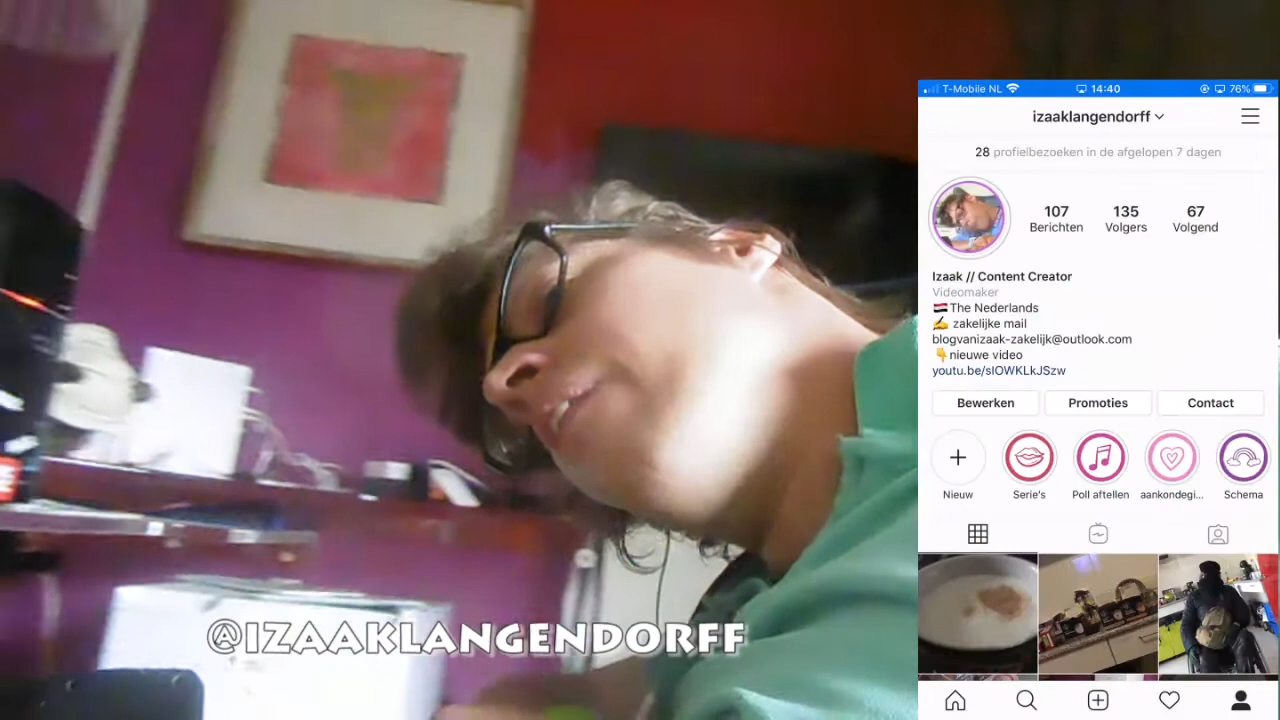 T-Mobile NL
14:40
76%
izaaklangendorff
28 profielbezoeken in de afgelopen 7 dagen
107
135
67
Berichten
Volgers
Volgend
Izaak // Content Creator
Videomaker
The Nederlands
zakelijke mail
blogvanizaak-zakelijk@outlook.com
nieuwe video
youtu.be/slOWKLkJSzw
Bewerken
Promoties
Contact
Nieuw
Serie's
Poll aftellen
aankondegi...
Schema
@IZAAKLANGENDORFF